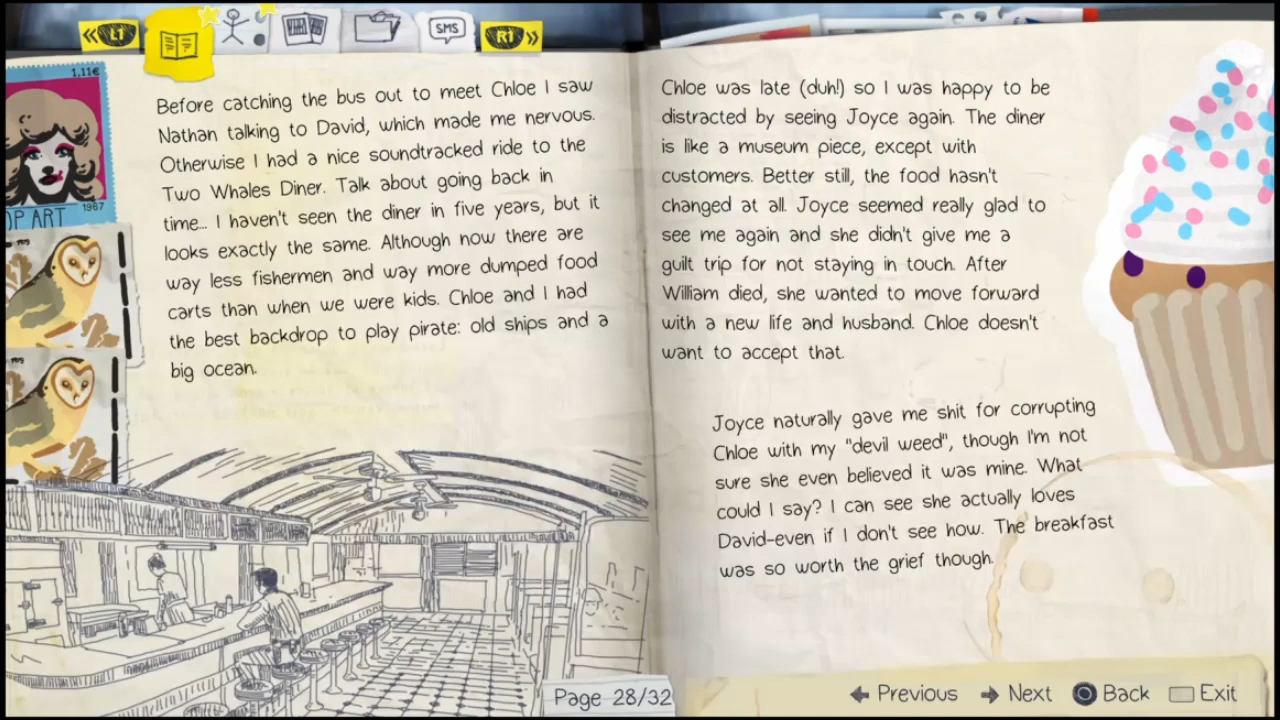 L1
SMS
R1
1,11€
OP ART
1967
Before catching the bus out to meet Chloe I saw
Nathan talking to David, which made me nervous.
Otherwise I had a nice soundtracked ride to the
Two Whales Diner. Talk about going back in
time... I haven't seen the diner in five years, but it
looks exactly the same. Although now there are
way less fishermen and way more dumped food
carts than when we were kids. Chloe and I had
the best backdrop to play pirate: old ships and a
big ocean.
Chloe was late (duh!) so I was happy to be
distracted by seeing Joyce again. The diner
is like a museum piece, except with
customers. Better still, the food hasn't
changed at all. Joyce seemed really glad to
see me again and she didn't give me a
guilt trip for not staying in touch. After
William died, she wanted to move forward
with a new life and husband. Chloe doesn't
want to accept that.
Joyce naturally gave me shit for corrupting
Chloe with my "devil weed", though I'm not
sure she even believed it was mine. What
could I say? I can see she actually loves
David-even if I don't see how. The breakfast
was so worth the grief though.
Page 28/32
Previous Next Back Exit